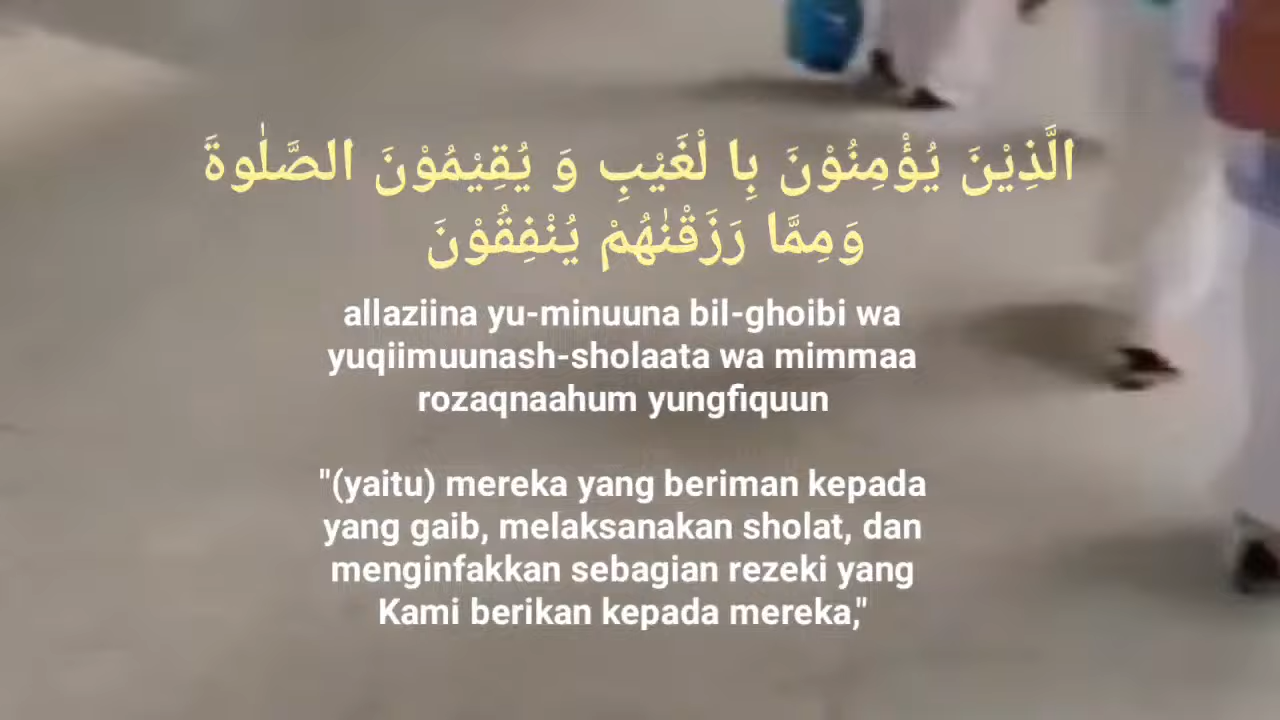 الَّذِيْنَ يُؤْمِنُوْنَ بِا لْغَيْبِ وَ يُقِيْمُوْنَ الصَّلٰوةَ
وَمِمَّا رَزَقْنٰهُمْ يُنْفِقُوْنَ
allaziina yu-minuuna bil-ghoibi wa
yuqiimuunash-sholaata wa mimmaa
rozaqnaahum yungfiquun
"(yaitu) mereka yang beriman kepada
yang gaib, melaksanakan sholat, dan
menginfakkan sebagian rezeki yang
Kami berikan kepada mereka,"